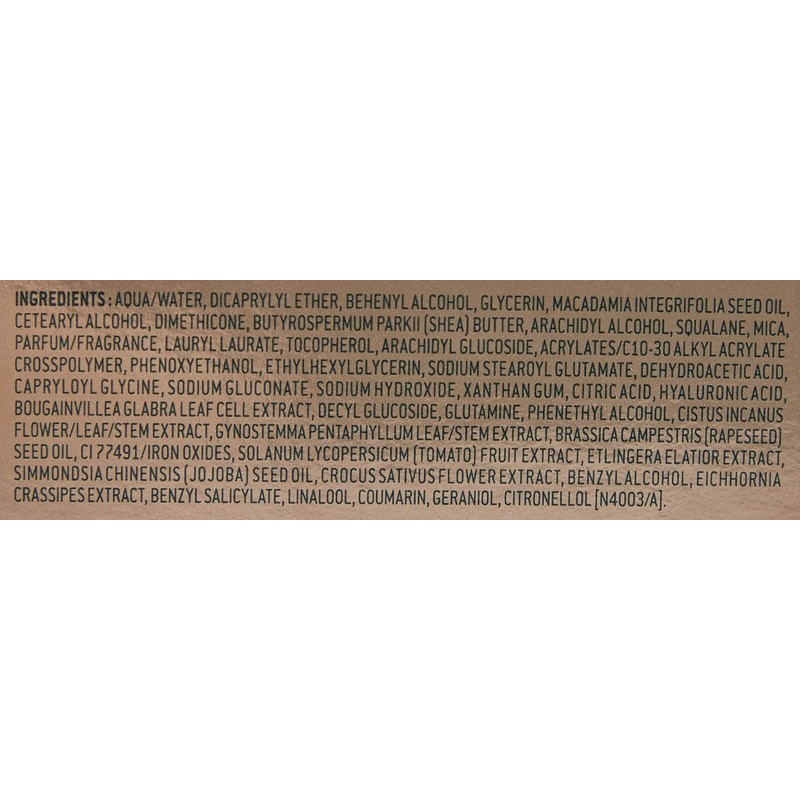 INGREDIENTS: AQUA/WATER, DICAPRYLYL ETHER, BEHENYL ALCOHOL, GLYCERIN, MACADAMIA INTEGRIFOLIA SEED OIL,
CETEARYL ALCOHOL, DIMETHICONE, BUTYROSPERMUM PARKII (SHEA) BUTTER, ARACHIDYL ALCOHOL, SQUALANE, MICA,
PARFUM/FRAGRANCE, LAURYL LAURATE, TOCOPHEROL, ARACHIDYL GLUCOSIDE, ACRYLATES/C10-30 ALKYL ACRYLATE
CROSSPOLYMER, PHENOXYETHANOL, ETHYLHEXYLGLYCERIN, SODIUM STEAROYL GLUTAMATE, DEHYDROACETIC ACID,
CAPRYLOYL GLYCINE, SODIUM GLUCONATE, SODIUM HYDROXIDE, XANTHAN GUM, CITRIC ACID, HYALURONIC ACID,
BOUGAINVILLEA GLABRA LEAF CELL EXTRACT, DECYL GLUCOSIDE, GLUTAMINE, PHENETHYL ALCOHOL, CISTUS INCANUS
FLOWER/LEAF/STEM EXTRACT, GYNOSTEMMA PENTAPHYLLUM LEAF/STEM EXTRACT, BRASSICA CAMPESTRIS (RAPESEED)
SEED OIL, CI 77491/IRON OXIDES, SOLANUM LYCOPERSICUM (TOMATO) FRUIT EXTRACT, ETLINGERA ELATIOR EXTRACT,
SIMMONDSIA CHINENSIS (JOJOBA) SEED OIL, CROCUS SATIVUS FLOWER EXTRACT, BENZYL ALCOHOL, EICHHORNIA
CRASSIPES EXTRACT, BENZYL SALICYLATE, LINALOOL, COUMARIN, GERANIOL, CITRONELLOL [N4003/A].